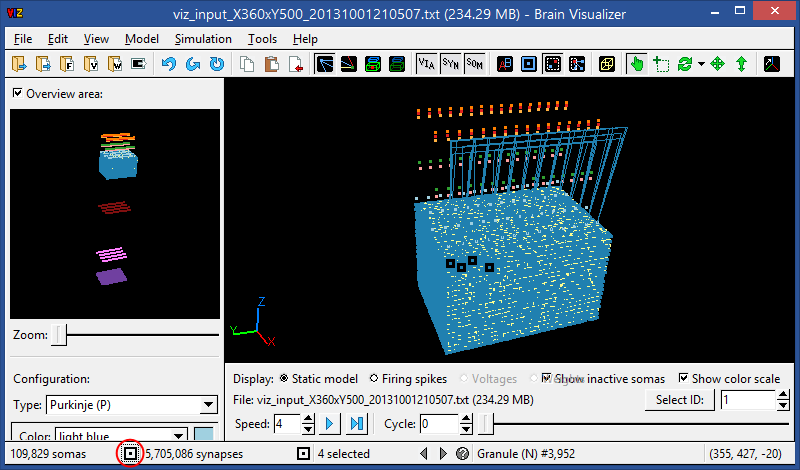 VIZ viz_input_X360xY500_20131001210507.txt (234.29 MB) - Brain Visualizer
File Edit View Model Simulation Tools Help
F V W VIA SYN SOM AB
Overview area:
Z
Y
X
Zoom:
Configuration:
Type: Purkinje (P)
Color: light blue
Display: Static model Firing spikes Voltages Show inactive somas Show color scale
File: viz_input_X360xY500_20131001210507.txt (234.29 MB) Select ID: 1
Speed: 4 Cycle: 0
109,829 somas 5,705,086 synapses 4 selected ? Granule (N) #3,952 (355, 427, -20)